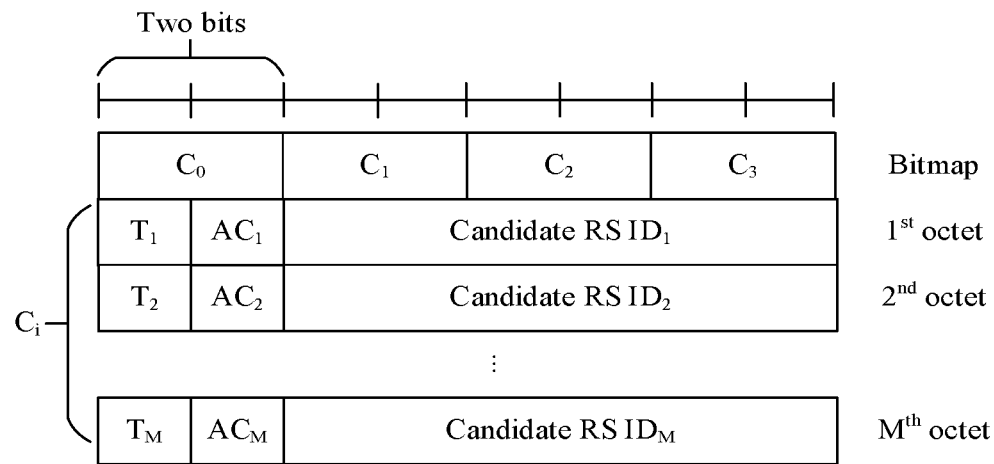 Two bits
C₀ C₁ C₂ C₃ Bitmap
T₁ AC₁ Candidate RS ID₁ 1ˢᵗ octet
T₂ AC₂ Candidate RS ID₂ 2ⁿᵈ octet
Cᵢ
⋮
T_M AC_M Candidate RS ID_M Mᵗʰ octet